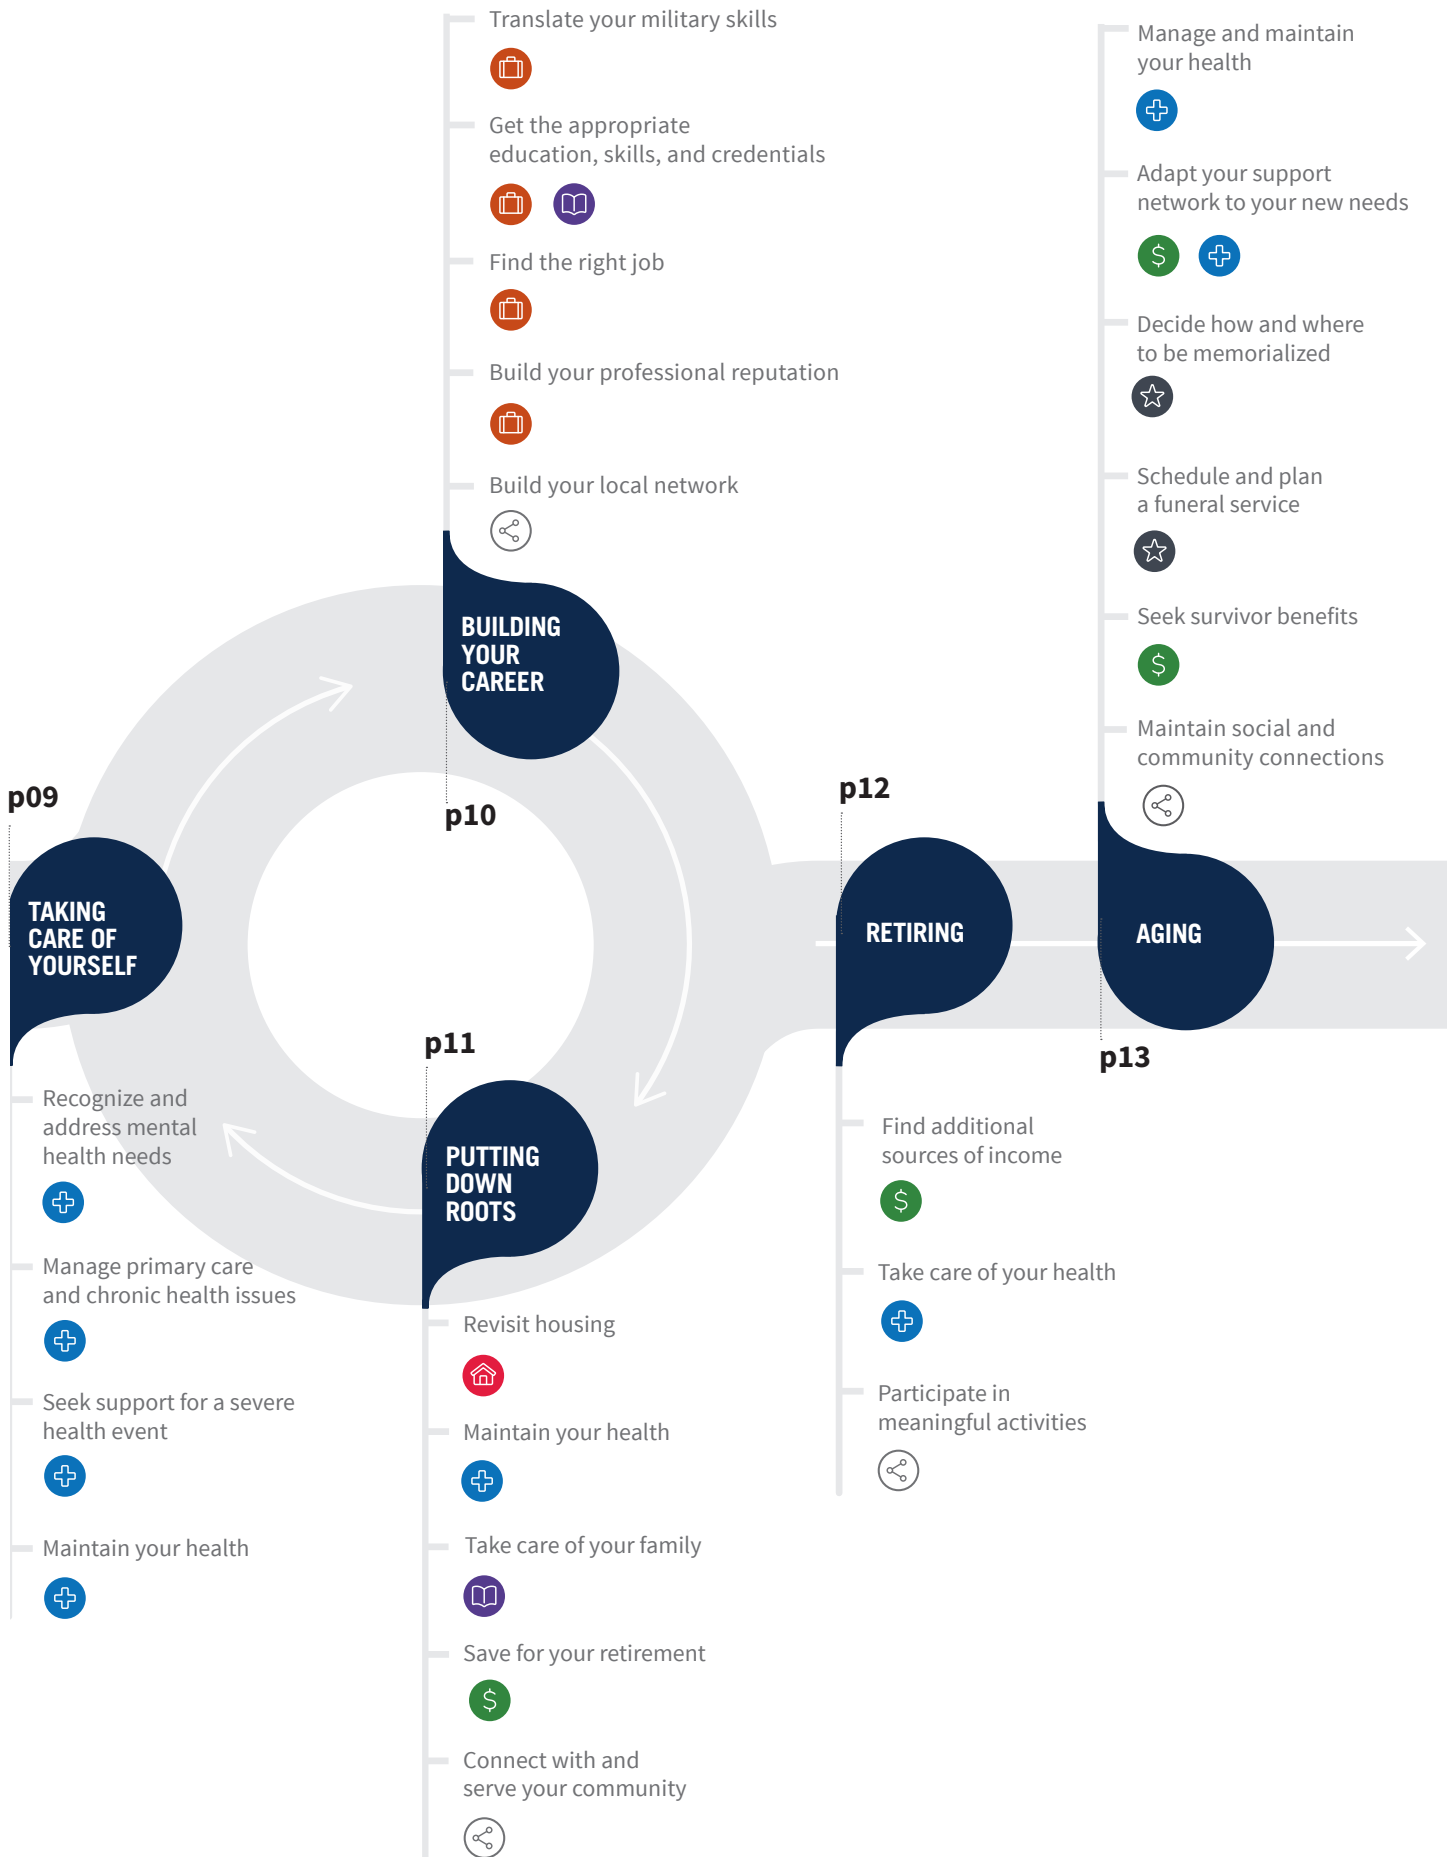 p09
TAKING
CARE OF
YOURSELF
Recognize and
address mental
health needs
Manage primary care
and chronic health issues
Seek support for a severe
health event
Maintain your health
Translate your military skills
Get the appropriate
education, skills, and credentials
Find the right job
Build your professional reputation
Build your local network
BUILDING
YOUR
CAREER
p10
p11
PUTTING
DOWN
ROOTS
Revisit housing
Maintain your health
Take care of your family
Save for your retirement
Connect with and
serve your community
p12
RETIRING
Find additional
sources of income
Take care of your health
Participate in
meaningful activities
Manage and maintain
your health
Adapt your support
network to your new needs
Decide how and where
to be memorialized
Schedule and plan
a funeral service
Seek survivor benefits
Maintain social and
community connections
AGING
p13